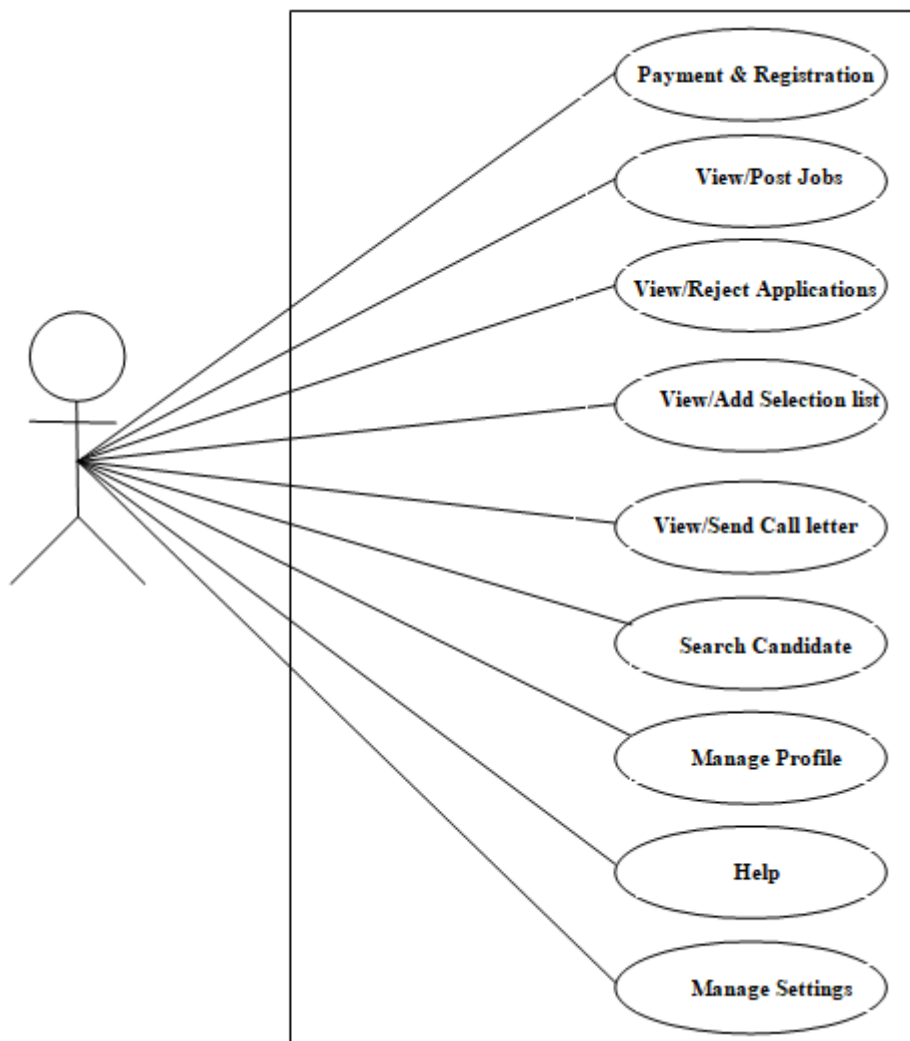 Payment & Registration
View/Post Jobs
View/Reject Applications
View/Add Selection list
View/Send Call letter
Search Candidate
Manage Profile
Help
Manage Settings